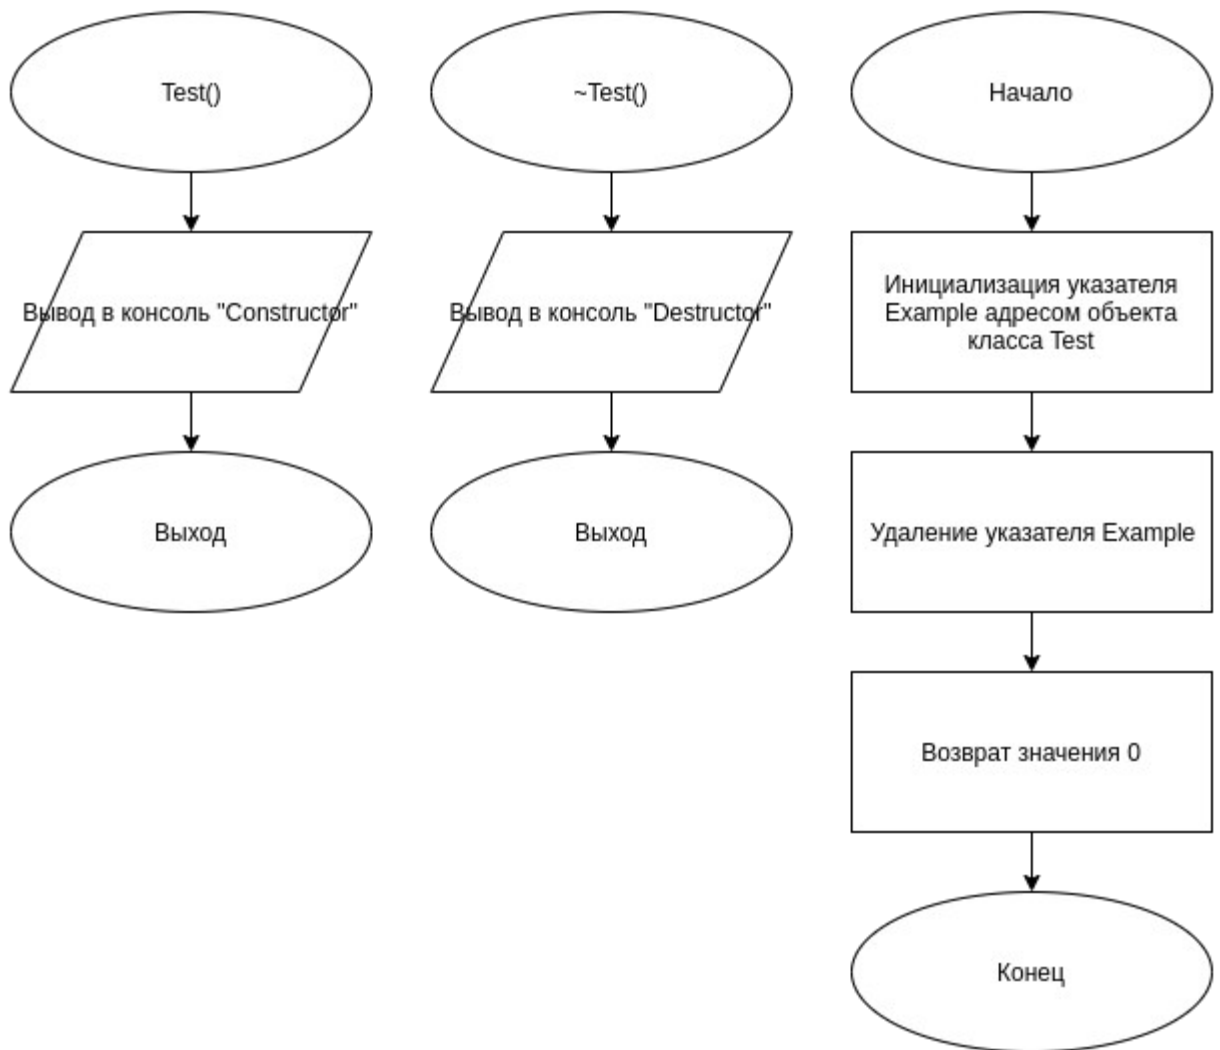 Test()
Вывод в консоль "Constructor"
Выход
~Test()
Вывод в консоль "Destructor"
Выход
Начало
Инициализация указателя
Example адресом объекта
класса Test
Удаление указателя Example
Возврат значения 0
Конец